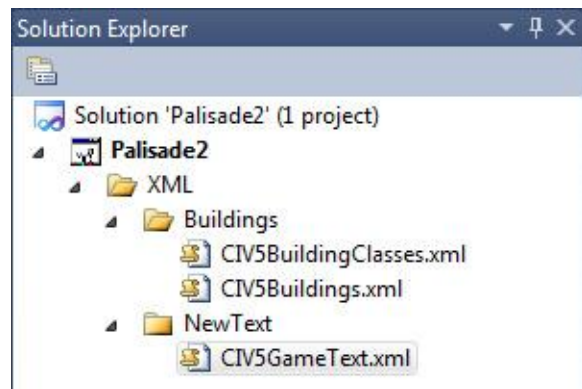 Solution Explorer
Solution 'Palisade2' (1 project)
Palisade2
XML
Buildings
CIV5BuildingClasses.xml
CIV5Buildings.xml
NewText
CIV5GameText.xml